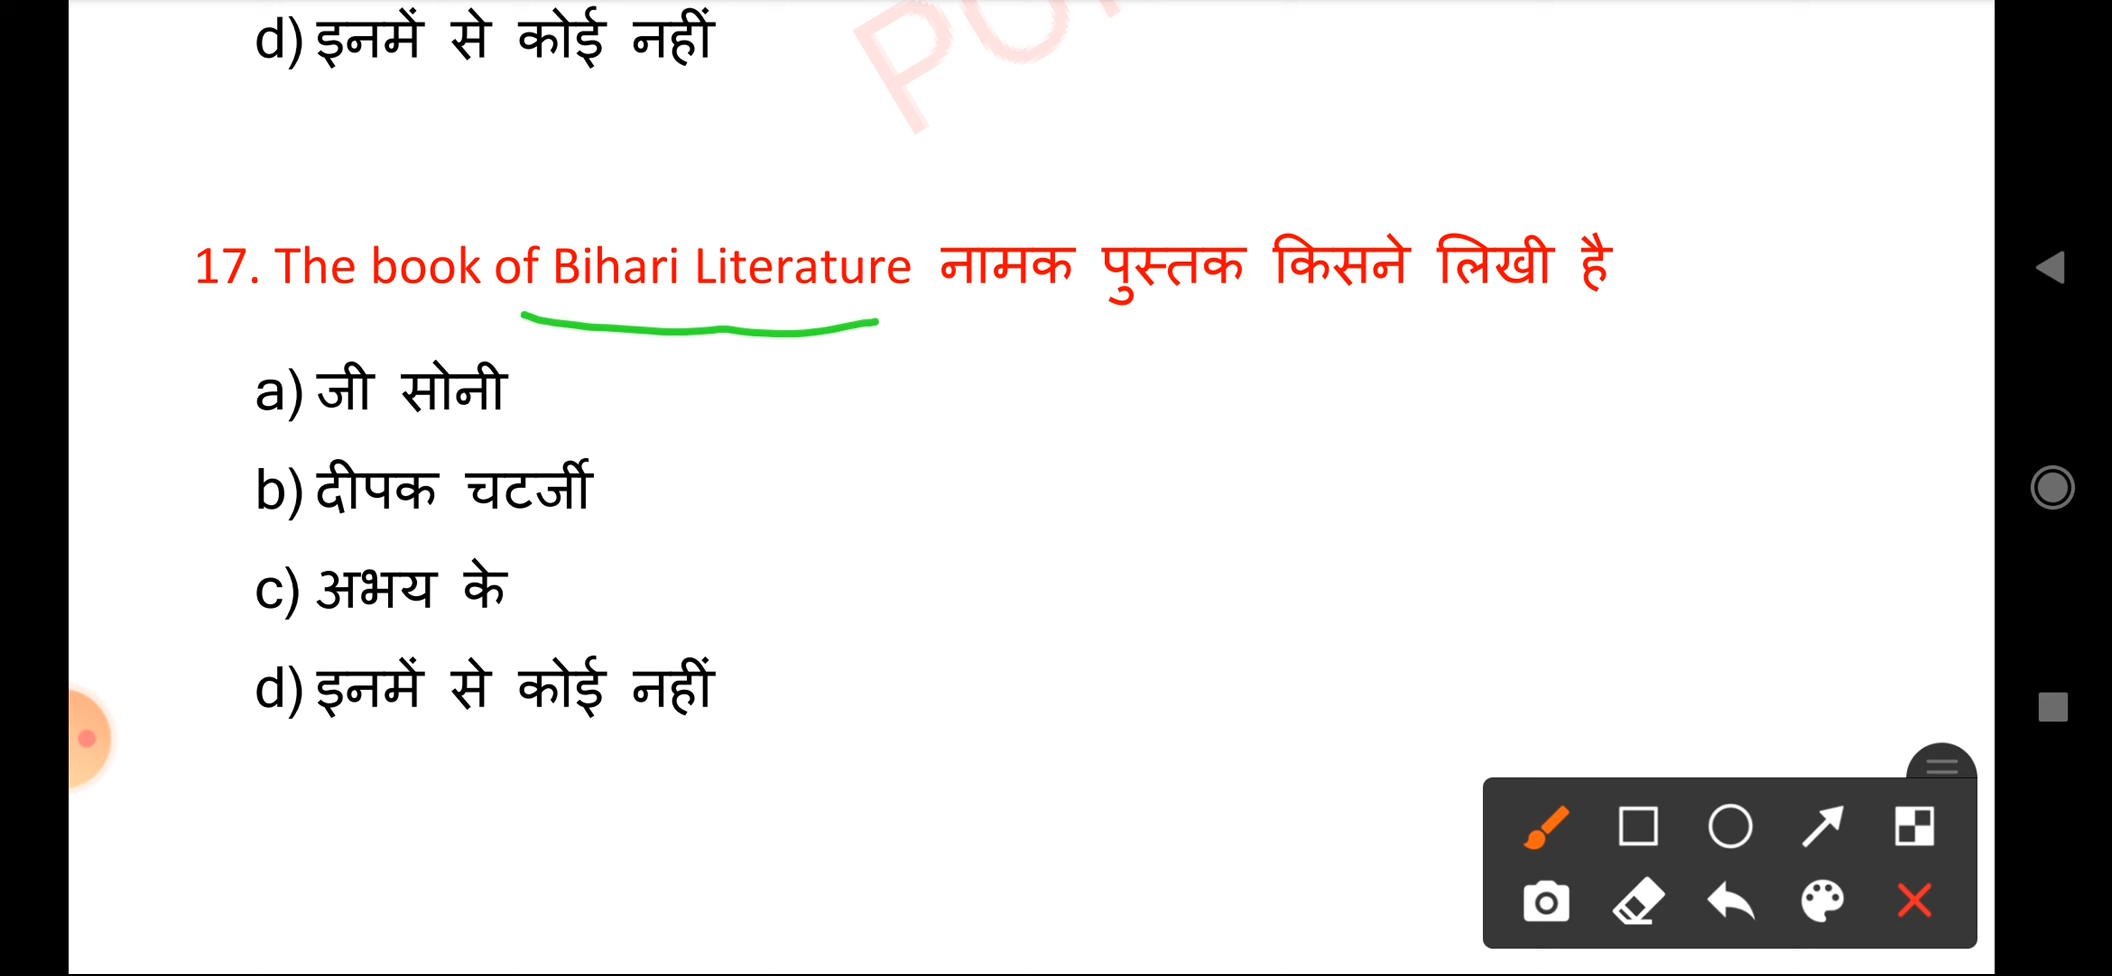 d) इनमें से कोई नहीं
17. The book of Bihari Literature नामक पुस्तक किसने लिखी है
a) जी सोनी
b) दीपक चटर्जी
c) अभय के
d) इनमें से कोई नहीं